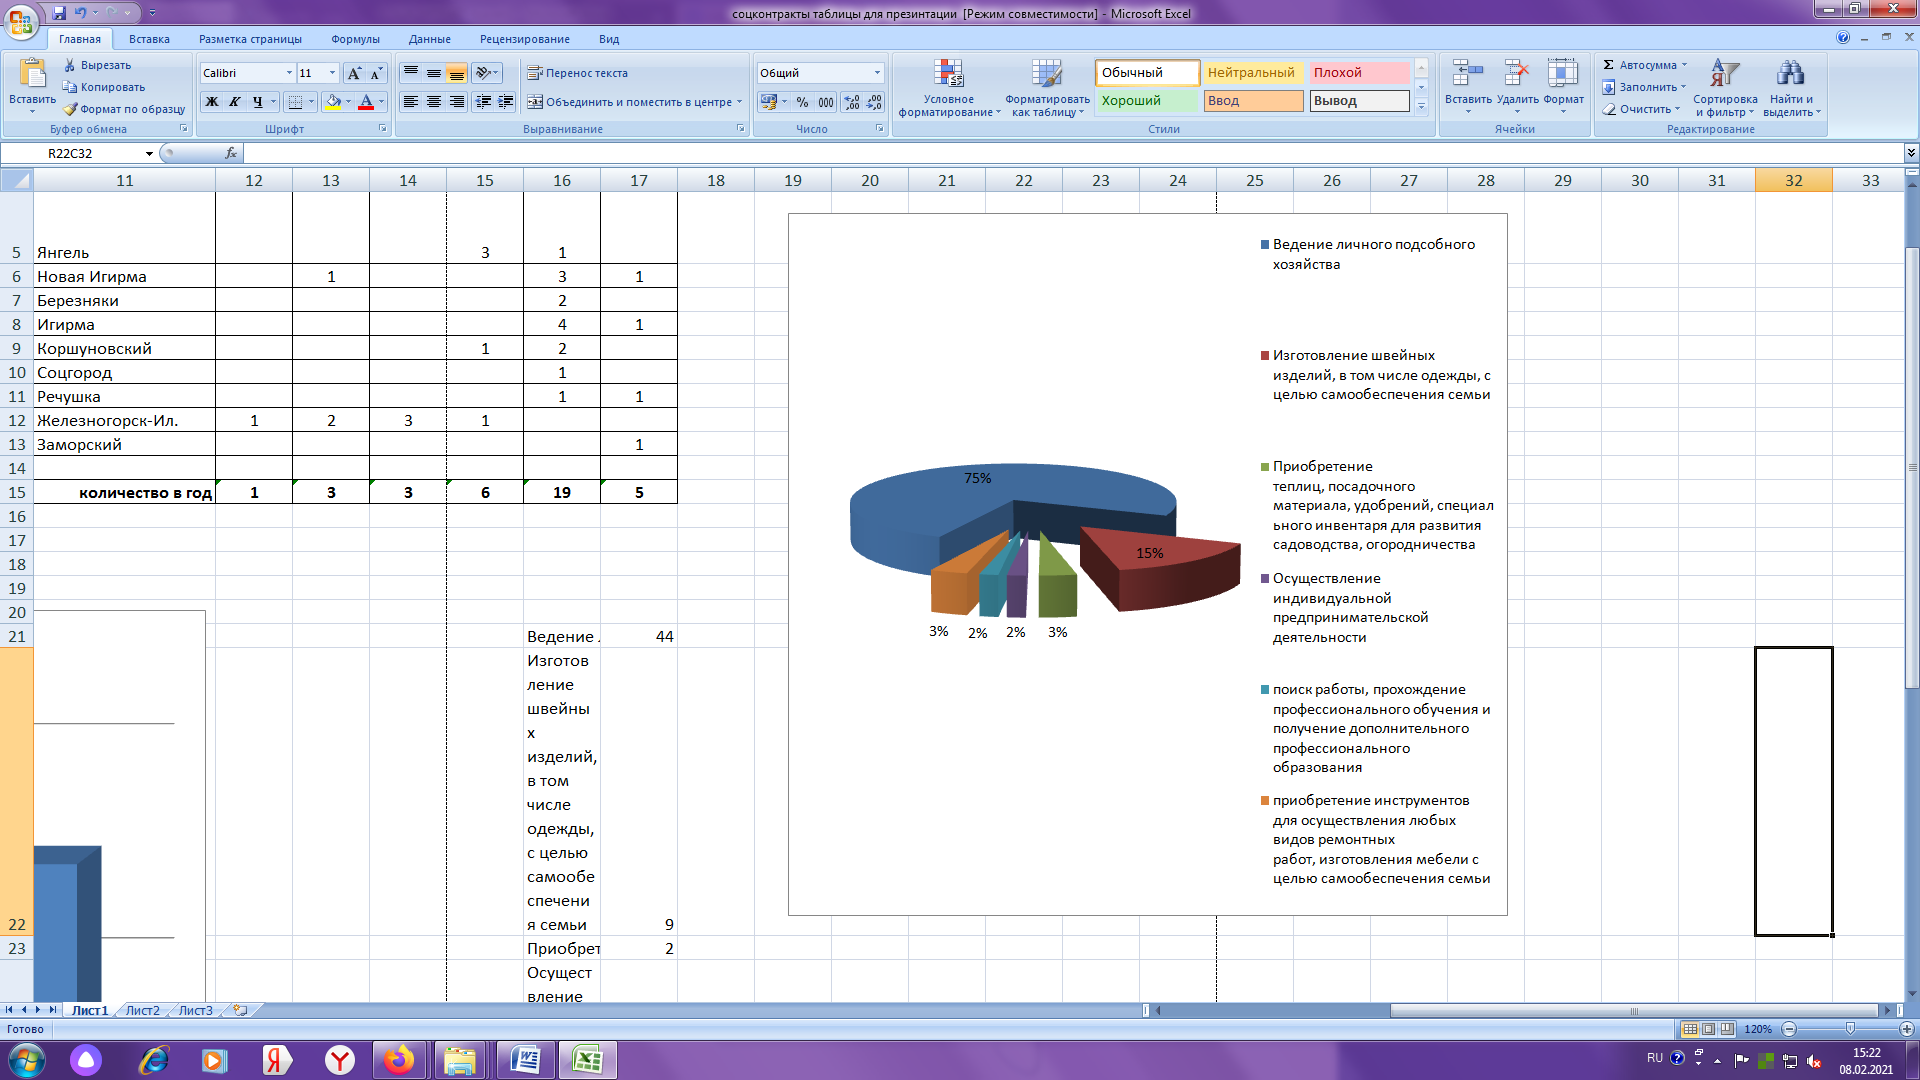 соцконтракты таблицы для презинтации [Режим совместимости] - Microsoft Excel
Главная Вставка Разметка страницы Формулы Данные Рецензирование Вид
Вставить
Вырезать
Копировать
Формат по образцу
Буфер обмена
Calibri 11
Ж К Ч
Шрифт
Перенос текста
Объединить и поместить в центре
Выравнивание
Общий
% 000
Число
Условное форматирование
Форматировать как таблицу
Обычный Нейтральный Плохой
Хороший Ввод Вывод
Стили
Вставить Удалить Формат
Ячейки
Автосумма
Заполнить
Очистить
Сортировка и фильтр
Найти и выделить
Редактирование
R22C32
11 12 13 14 15 16 17 18 19 20 21 22 23 24 25 26 27 28 29 30 31 32 33
5 Янгель 3 1
6 Новая Игирма 1 3 1
7 Березняки 2
8 Игирма 4 1
9 Коршуновский 1 2
10 Соцгород 1
11 Речушка 1 1
12 Железногорск-Ил. 1 2 3 1
13 Заморский 1
14
15 количество в год 1 3 3 6 19 5
16
17
18
19
20
21 Ведение 44
Изготов
ление
швейны
х
изделий,
в том
числе
одежды,
с целью
самообе
спечени
22 я семьи 9
23 Приобрет 2
Осущест
вление
75%
15%
3% 2% 2% 3%
Ведение личного подсобного
хозяйства
Изготовление швейных
изделий, в том числе одежды, с
целью самообеспечения семьи
Приобретение
теплиц, посадочного
материала, удобрений, специал
ьного инвентаря для развития
садоводства, огородничества
Осуществление
индивидуальной
предпринимательской
деятельности
поиск работы, прохождение
профессионального обучения и
получение дополнительного
профессионального
образования
приобретение инструментов
для осуществления любых
видов ремонтных
работ, изготовления мебели с
целью самообеспечения семьи
Лист1 Лист2 Лист3
Готово
120%
RU
15:22
08.02.2021